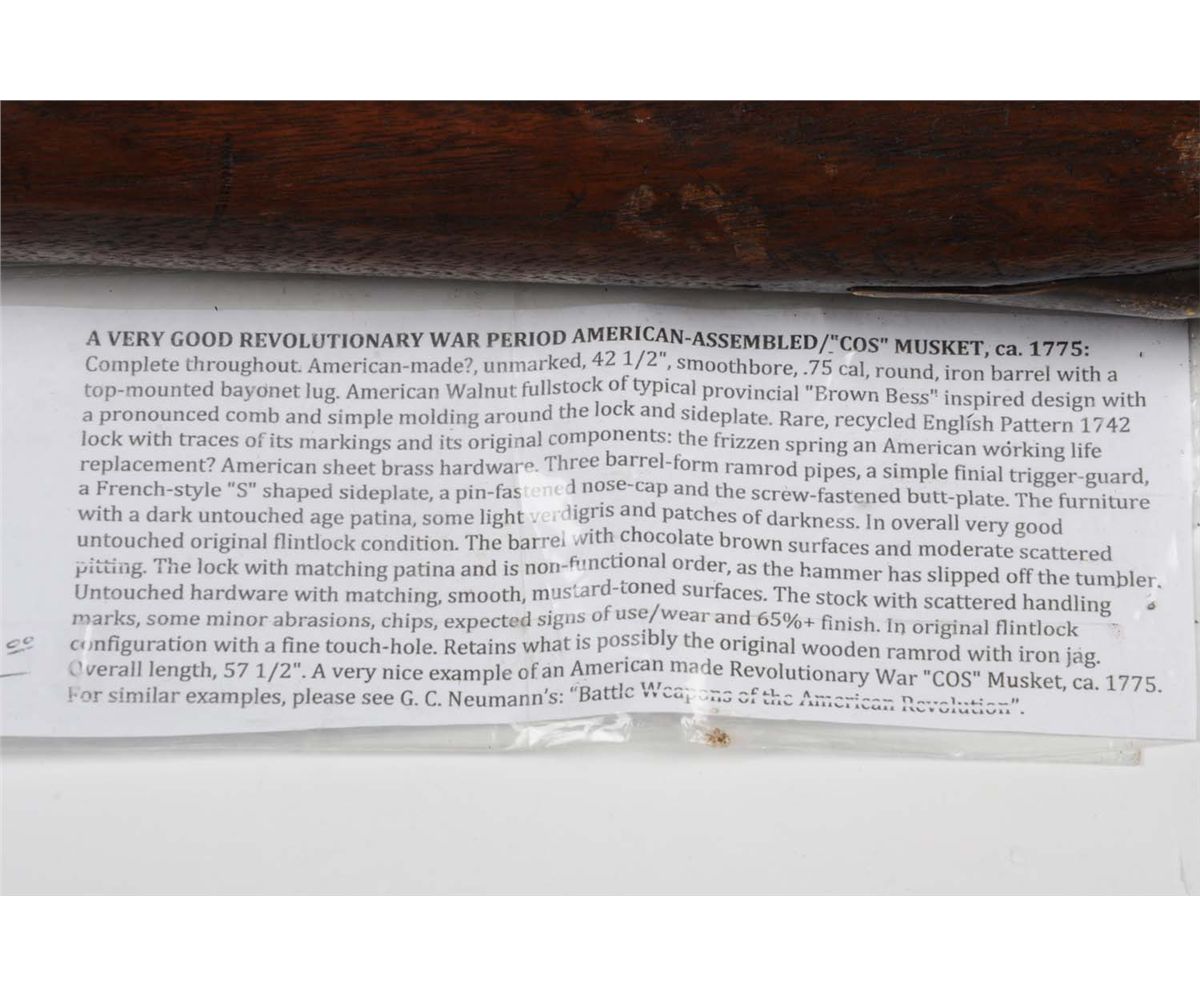 A VERY GOOD REVOLUTIONARY WAR PERIOD AMERICAN-ASSEMBLED/"COS" MUSKET, ca. 1775:
Complete throughout. American-made?, unmarked, 42 1/2", smoothbore, .75 cal, round, iron barrel with a
top-mounted bayonet lug. American Walnut fullstock of typical provincial "Brown Bess" inspired design with
a pronounced comb and simple molding around the lock and sideplate. Rare, recycled English Pattern 1742
lock with traces of its markings and its original components: the frizzen spring an American working life
replacement? American sheet brass hardware. Three barrel-form ramrod pipes, a simple finial trigger-guard,
a French-style "S" shaped sideplate, a pin-fastened nose-cap and the screw-fastened butt-plate. The furniture
with a dark untouched age patina, some light verdigris and patches of darkness. In overall very good
untouched original flintlock condition. The barrel with chocolate brown surfaces and moderate scattered
pitting. The lock with matching patina and is non-functional order, as the hammer has slipped off the tumbler.
Untouched hardware with matching, smooth, mustard-toned surfaces. The stock with scattered handling
marks, some minor abrasions, chips, expected signs of use/wear and 65%+ finish. In original flintlock
configuration with a fine touch-hole. Retains what is possibly the original wooden ramrod with iron jag.
Overall length, 57 1/2". A very nice example of an American made Revolutionary War "COS" Musket, ca. 1775.
For similar examples, please see G. C. Neumann's: "Battle Weapons of the American Revolution".